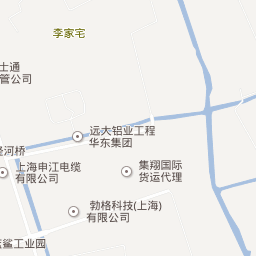 李家宅
士通
管公司
远大铝业工程
华东集团
泾河桥
上海申江电缆
有限公司
集翔国际
货运代理
勃格科技(上海)
有限公司
鲨工业园